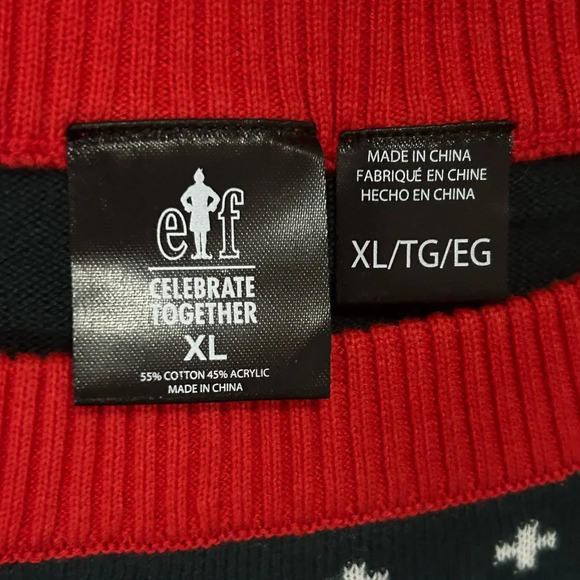 elf
CELEBRATE
TOGETHER
XL
55% COTTON 45% ACRYLIC
MADE IN CHINA
MADE IN CHINA
FABRIQUÉ EN CHINE
HECHO EN CHINA
XL/TG/EG